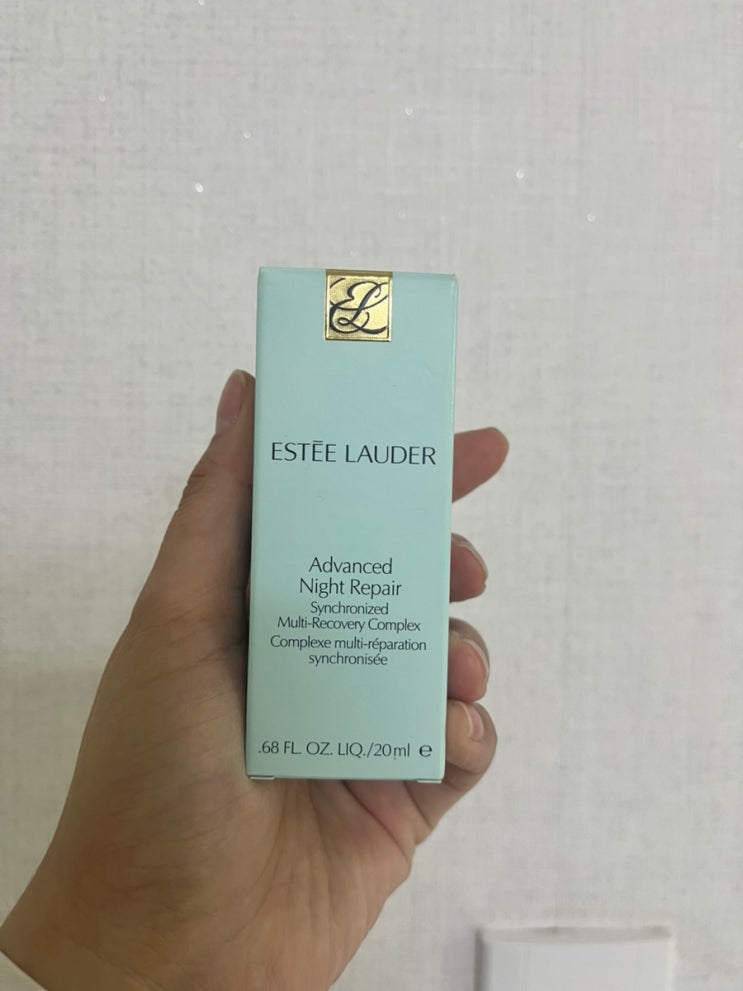 EL
ESTĒE LAUDER
Advanced
Night Repair
Synchronized
Multi-Recovery Complex
Complexe multi-réparation
synchronisée
.68 FL. OZ. LIQ./20ml ℮